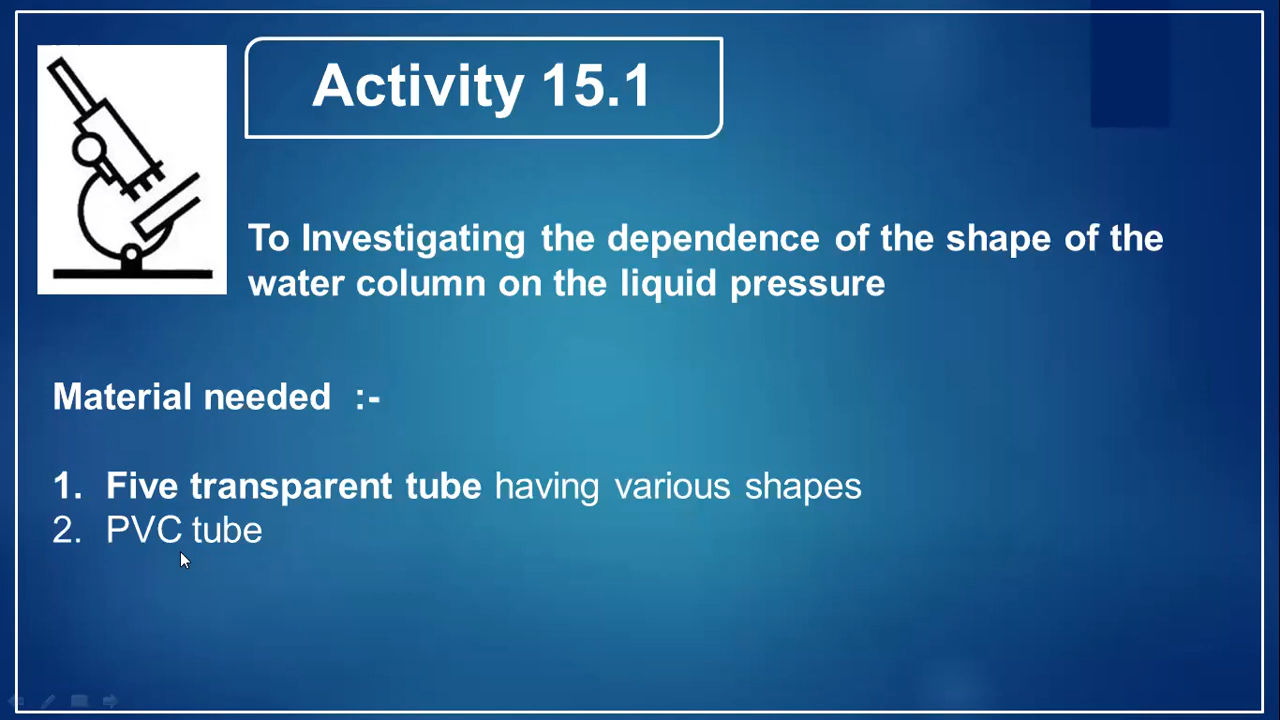 Activity 15.1
To Investigating the dependence of the shape of the
water column on the liquid pressure
Material needed :-
1. Five transparent tube having various shapes
2. PVC tube